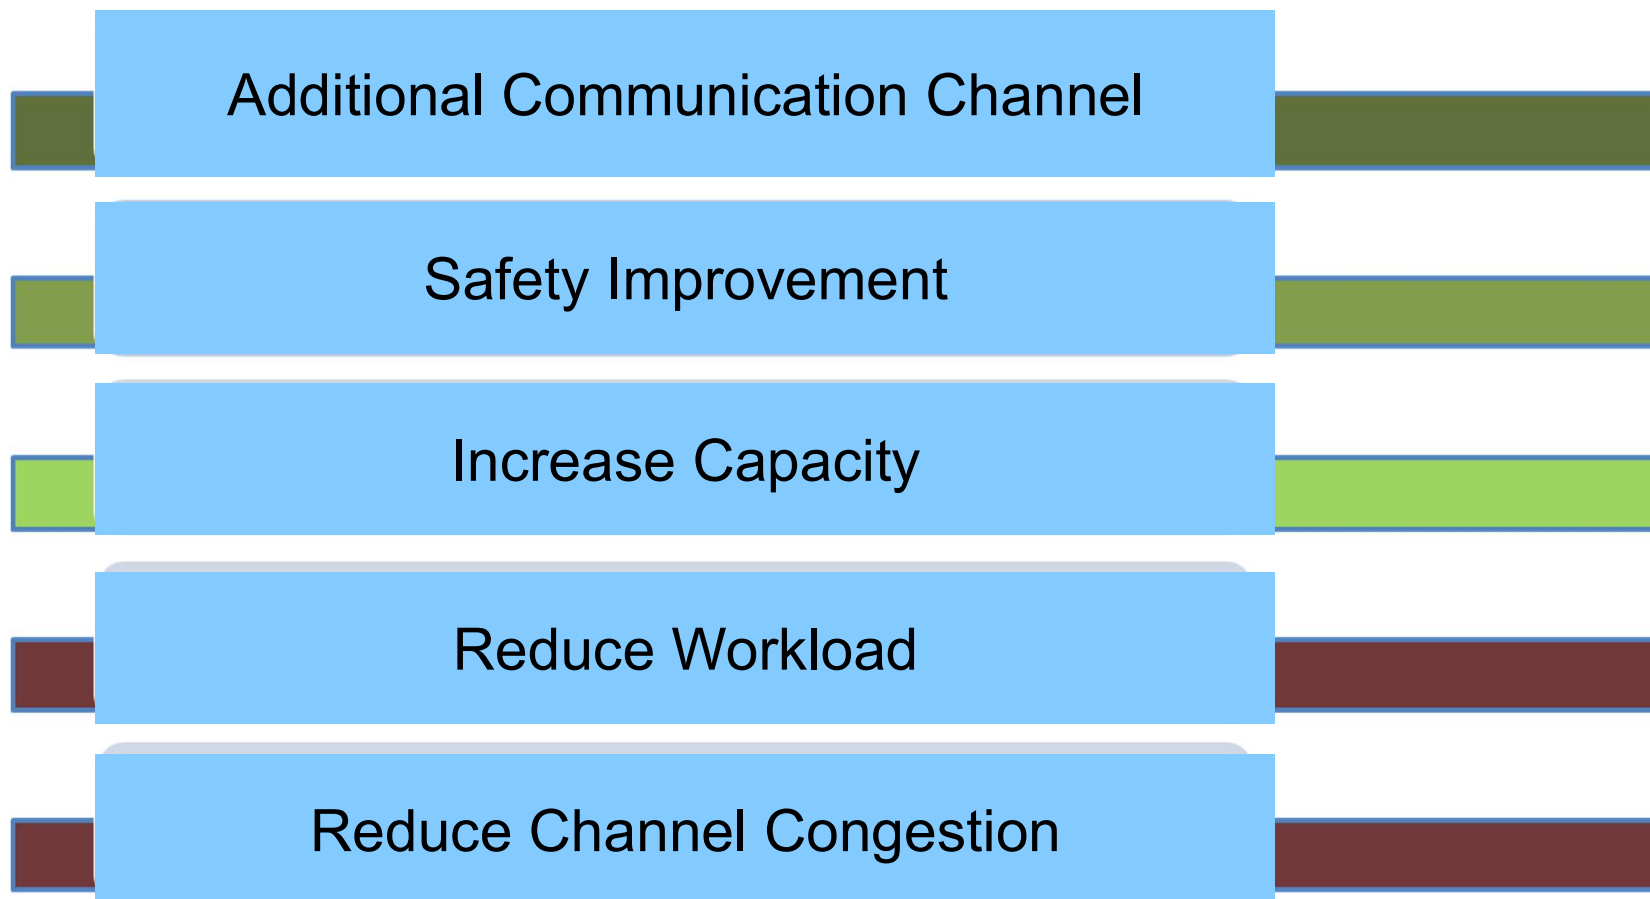 Additional Communication Channel
Safety Improvement
Increase Capacity
Reduce Workload
Reduce Channel Congestion